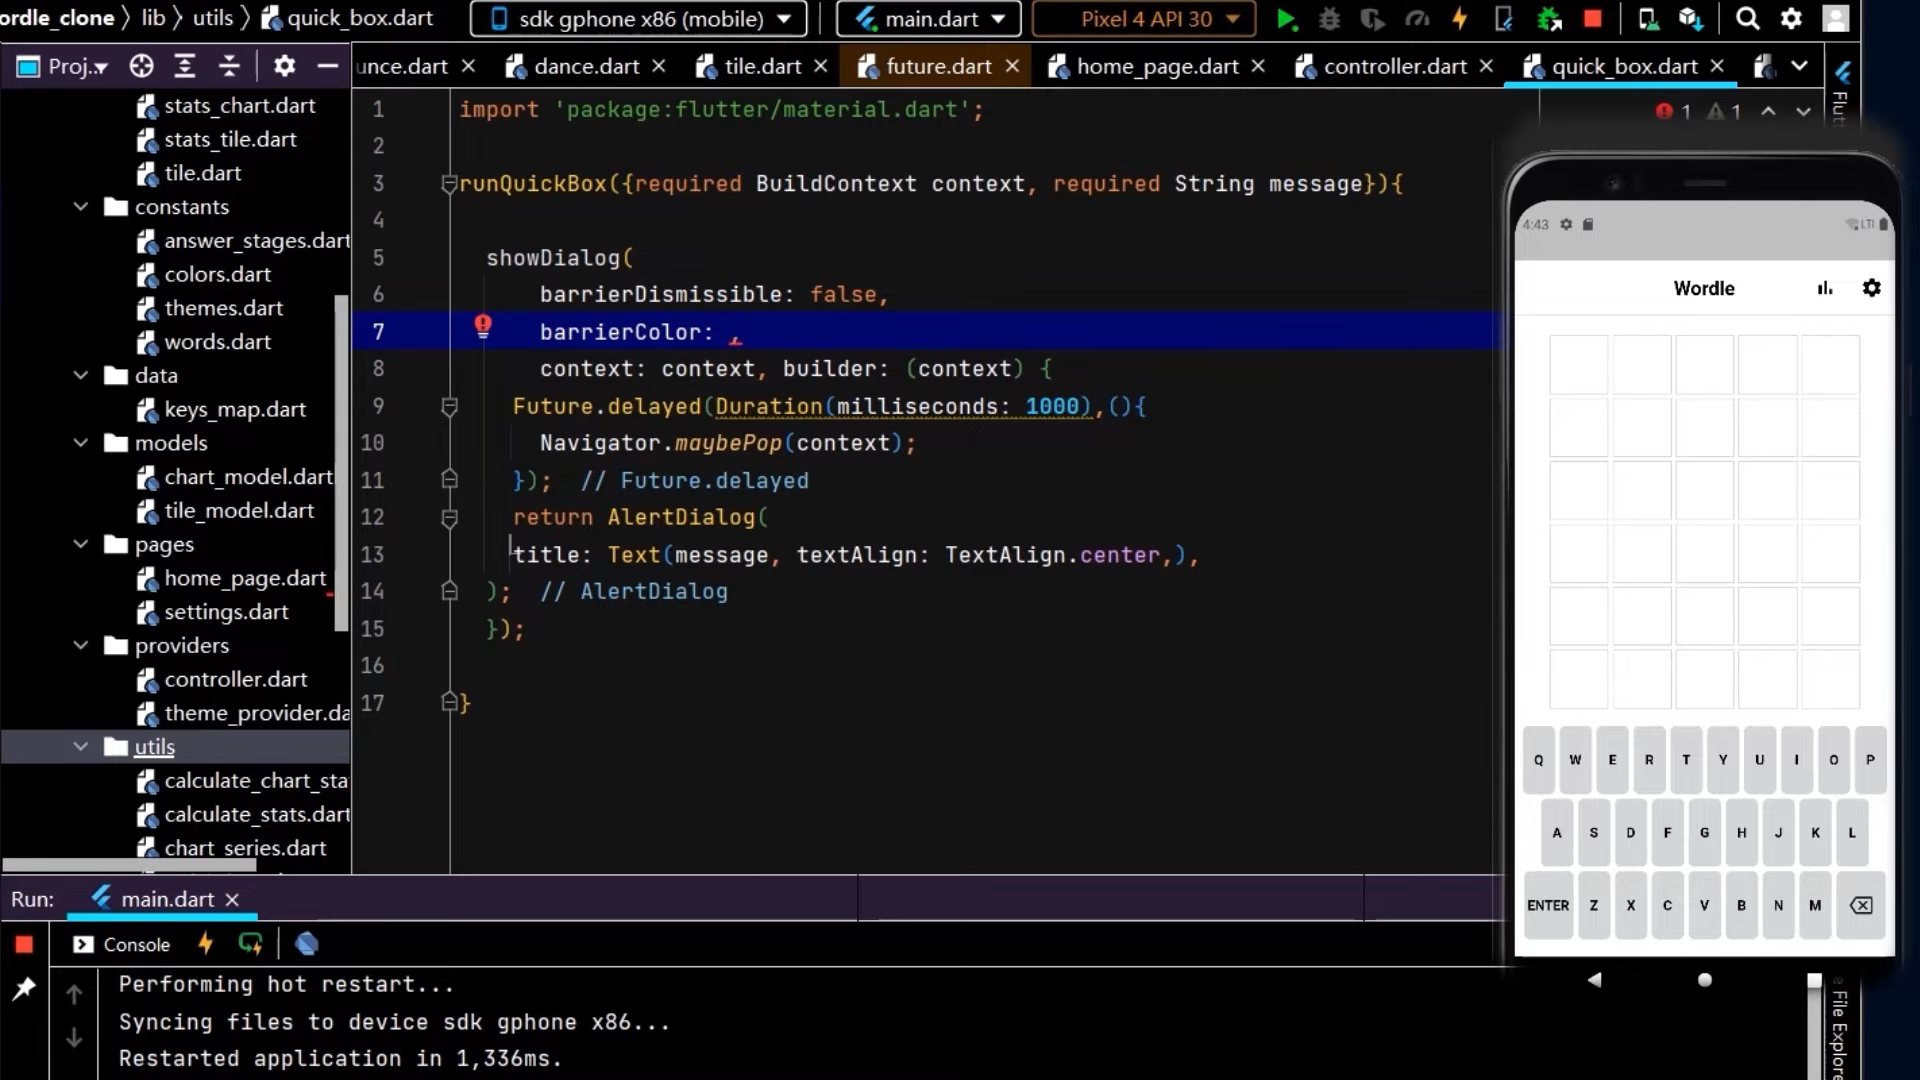 ordle_clone > lib > utils > quick_box.dart
sdk gphone x86 (mobile)
main.dart
Pixel 4 API 30
Proj..
unce.dart
dance.dart
tile.dart
future.dart
home_page.dart
controller.dart
quick_box.dart
stats_chart.dart
stats_tile.dart
tile.dart
constants
answer_stages.dart
colors.dart
themes.dart
words.dart
data
keys_map.dart
models
chart_model.dart
tile_model.dart
pages
home_page.dart
settings.dart
providers
controller.dart
theme_provider.da
utils
calculate_chart_sta
calculate_stats.dart
chart_series.dart
1 import 'package:flutter/material.dart';
2
3 runQuickBox({required BuildContext context, required String message}){
4
5 showDialog(
6 barrierDismissible: false,
7 barrierColor: ,
8 context: context, builder: (context) {
9 Future.delayed(Duration(milliseconds: 1000),(){
10 Navigator.maybePop(context);
11 }); // Future.delayed
12 return AlertDialog(
13 title: Text(message, textAlign: TextAlign.center,),
14 ); // AlertDialog
15 });
16
17 }
1 1
Flutt
4:43
LTE
Wordle
Q W E R T Y U I O P
A S D F G H J K L
ENTER Z X C V B N M
e File Explorer
Run:
main.dart
Console
Performing hot restart...
Syncing files to device sdk gphone x86...
Restarted application in 1,336ms.